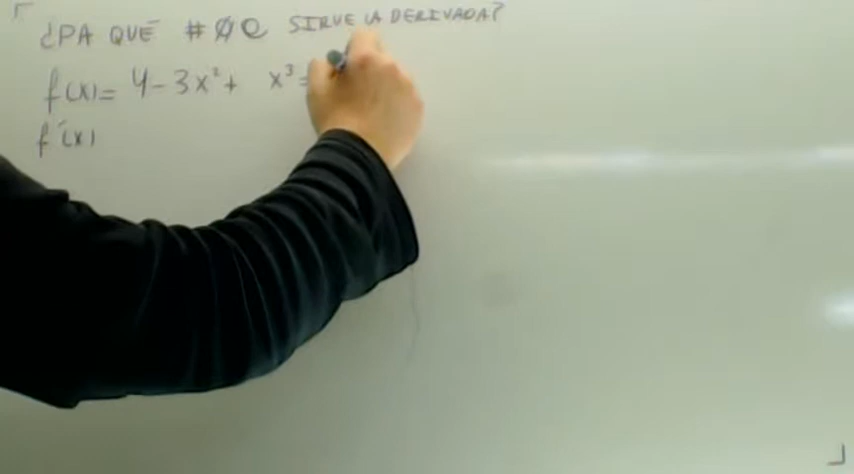 ¿PA QUÉ #@@ SIRVE LA DERIVADA?
f(x)= 4-3x²+ x³=
f'(x)